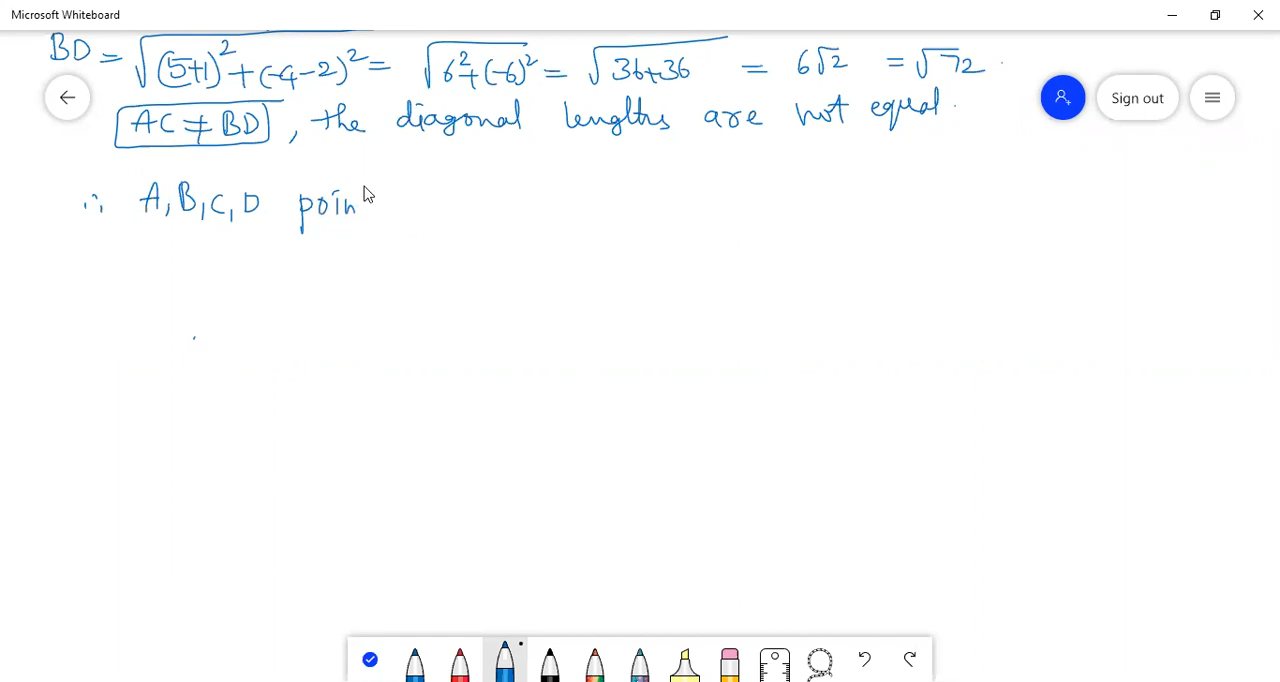 Microsoft Whiteboard
BD = √(5+1)² + (-4-2)² = √6² + (-6)² = √36+36 = 6√2 = √72.
AC ≠ BD, the diagonal lengths are not equal.
Sign out
∴ A, B, C, D poin